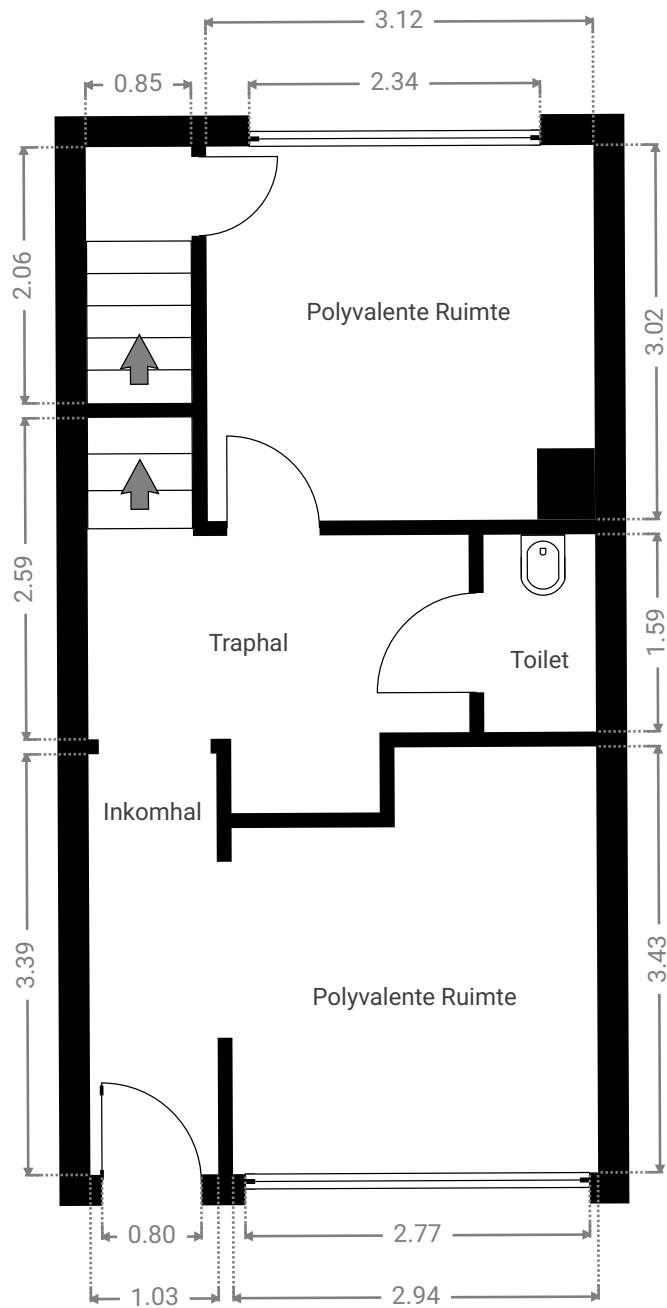 3.12
0.85
2.34
2.06
Polyvalente Ruimte
3.02
2.59
Traphal
Toilet
1.59
Inkomhal
3.39
Polyvalente Ruimte
3.43
0.80
2.77
1.03
2.94